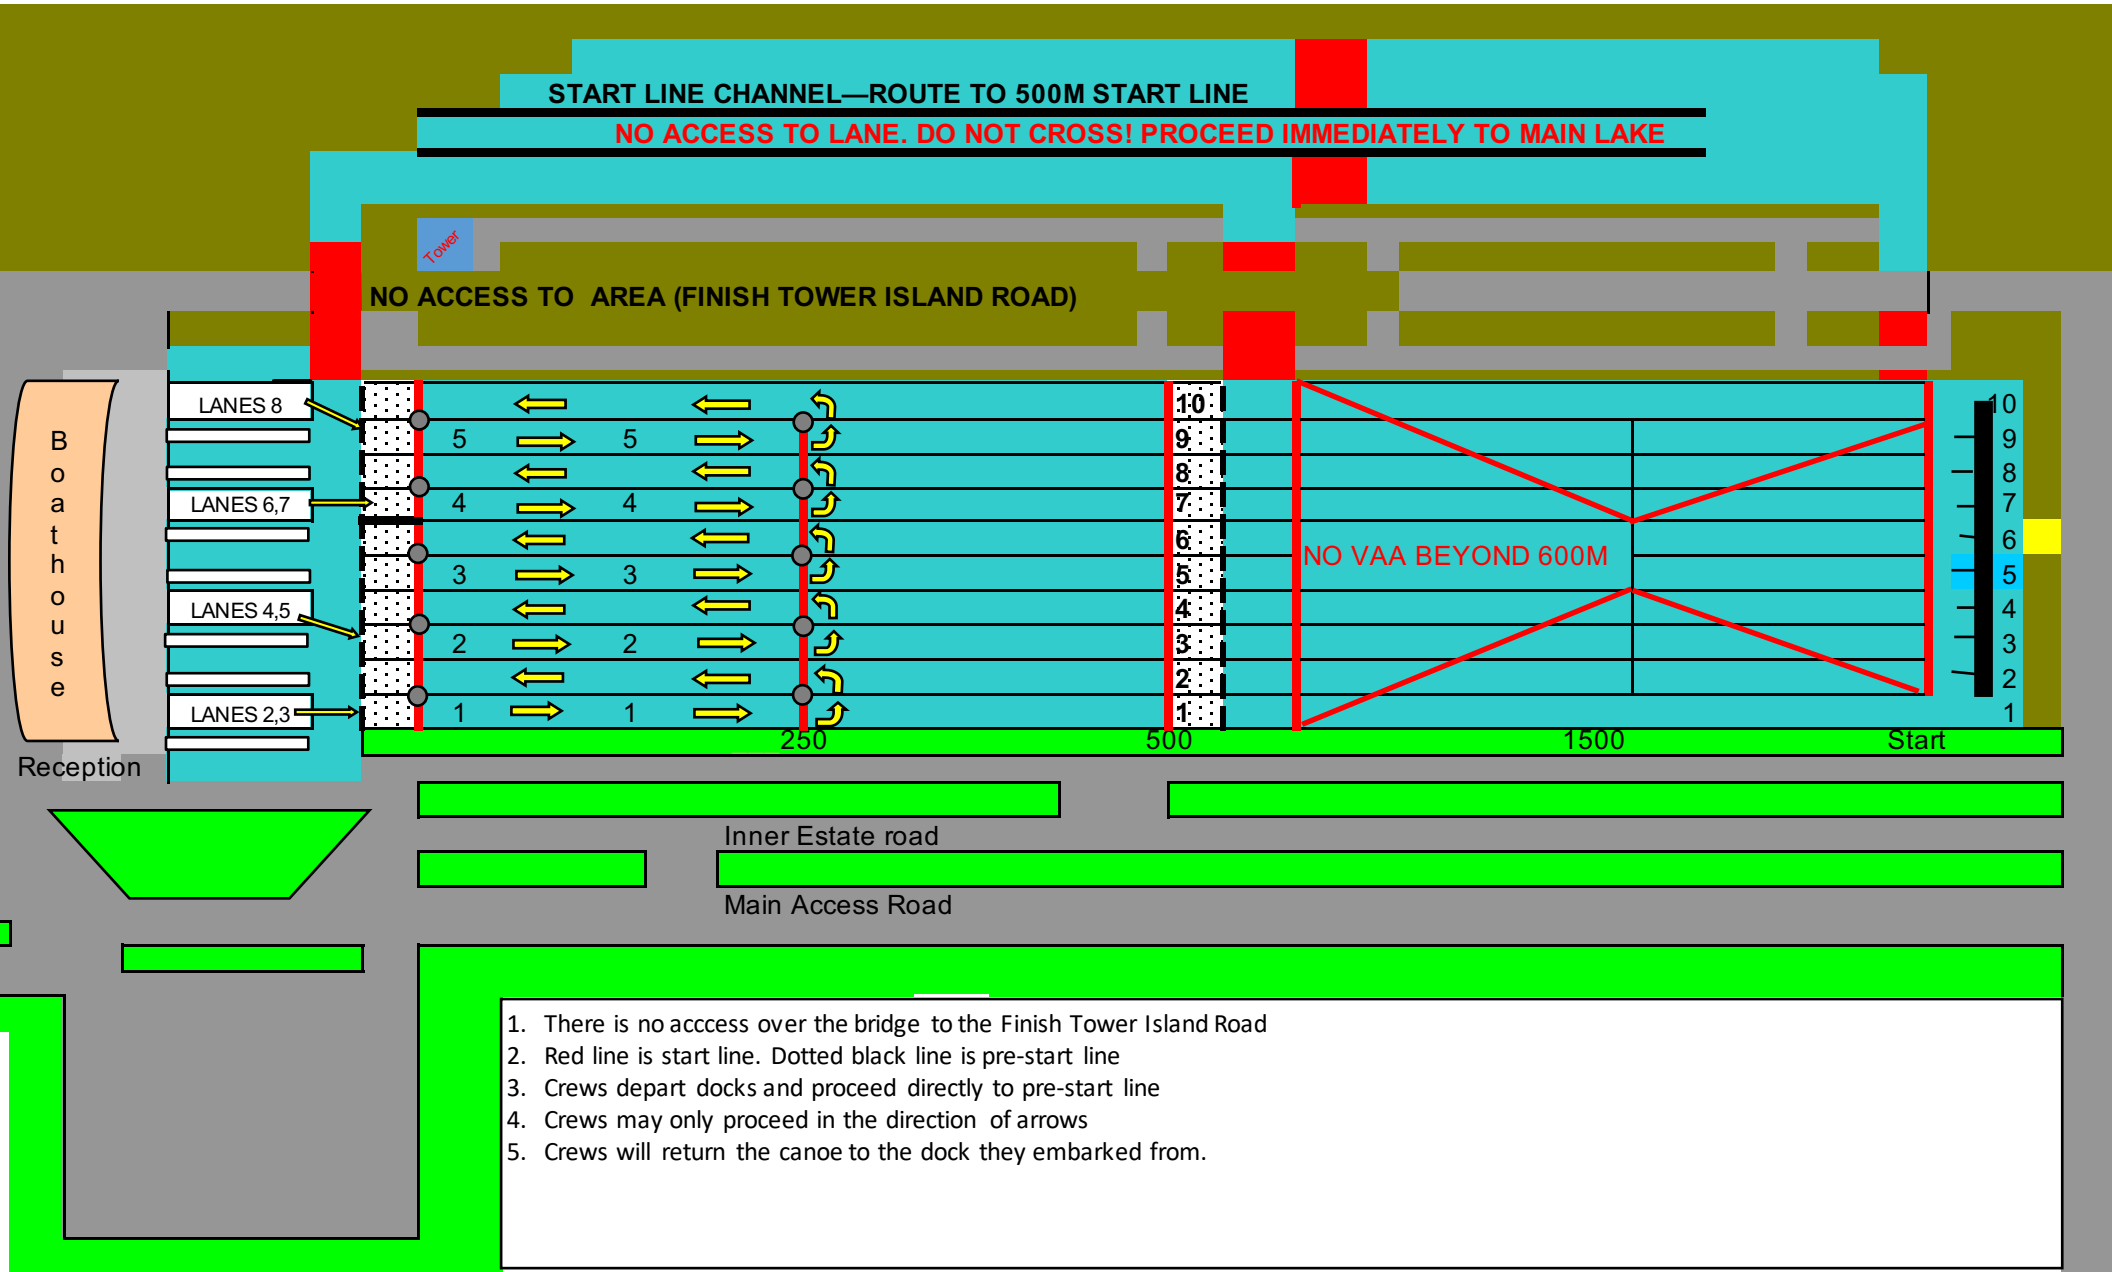 START LINE CHANNEL—ROUTE TO 500M START LINE
NO ACCESS TO LANE. DO NOT CROSS! PROCEED IMMEDIATELY TO MAIN LAKE
Tower
NO ACCESS TO AREA (FINISH TOWER ISLAND ROAD)
Boathouse
LANES 8
LANES 6,7
LANES 4,5
LANES 2,3
Reception
5 5
4 4
3 3
2 2
1 1
10
9
8
7
6
5
4
3
2
1
NO VAA BEYOND 600M
10
9
8
7
6
5
4
3
2
1
250 500 1500 Start
Inner Estate road
Main Access Road
1. There is no acccess over the bridge to the Finish Tower Island Road
2. Red line is start line. Dotted black line is pre-start line
3. Crews depart docks and proceed directly to pre-start line
4. Crews may only proceed in the direction of arrows
5. Crews will return the canoe to the dock they embarked from.